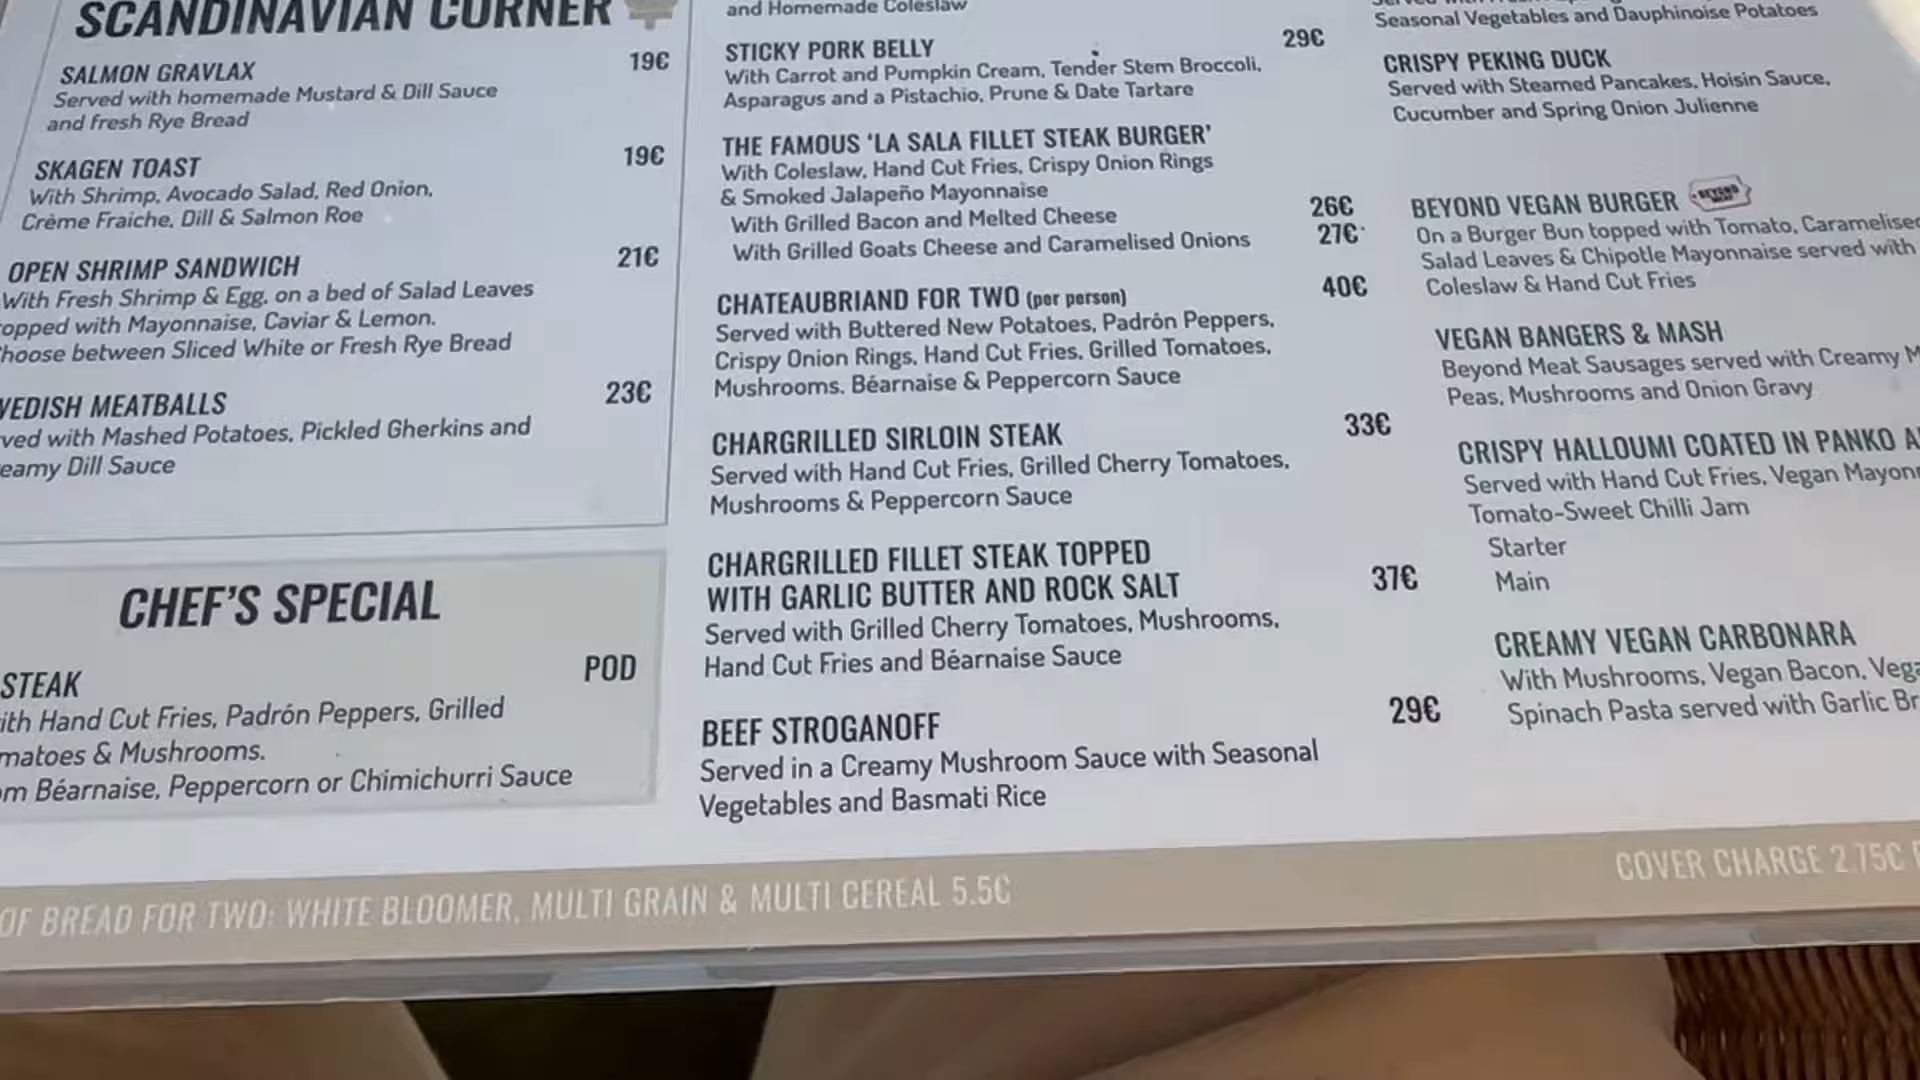 SCANDINAVIAN CORNER
SALMON GRAVLAX 19€
Served with homemade Mustard & Dill Sauce
and fresh Rye Bread
SKAGEN TOAST 19€
With Shrimp, Avocado Salad, Red Onion,
Crème Fraiche, Dill & Salmon Roe
OPEN SHRIMP SANDWICH 21€
With Fresh Shrimp & Egg, on a bed of Salad Leaves
opped with Mayonnaise, Caviar & Lemon.
hoose between Sliced White or Fresh Rye Bread
WEDISH MEATBALLS 23€
ved with Mashed Potatoes, Pickled Gherkins and
eamy Dill Sauce
CHEF'S SPECIAL
STEAK POD
ith Hand Cut Fries, Padrón Peppers, Grilled
matoes & Mushrooms.
om Béarnaise, Peppercorn or Chimichurri Sauce
and Homemade Coleslaw
STICKY PORK BELLY 29€
With Carrot and Pumpkin Cream, Tender Stem Broccoli,
Asparagus and a Pistachio, Prune & Date Tartare
THE FAMOUS 'LA SALA FILLET STEAK BURGER'
With Coleslaw, Hand Cut Fries, Crispy Onion Rings
& Smoked Jalapeño Mayonnaise
With Grilled Bacon and Melted Cheese 26€
With Grilled Goats Cheese and Caramelised Onions 27€
CHATEAUBRIAND FOR TWO (per person) 40€
Served with Buttered New Potatoes, Padrón Peppers,
Crispy Onion Rings, Hand Cut Fries, Grilled Tomatoes,
Mushrooms. Béarnaise & Peppercorn Sauce
CHARGRILLED SIRLOIN STEAK 33€
Served with Hand Cut Fries, Grilled Cherry Tomatoes,
Mushrooms & Peppercorn Sauce
CHARGRILLED FILLET STEAK TOPPED
WITH GARLIC BUTTER AND ROCK SALT 37€
Served with Grilled Cherry Tomatoes, Mushrooms,
Hand Cut Fries and Béarnaise Sauce
BEEF STROGANOFF 29€
Served in a Creamy Mushroom Sauce with Seasonal
Vegetables and Basmati Rice
Seasonal Vegetables and Dauphinoise Potatoes
CRISPY PEKING DUCK
Served with Steamed Pancakes, Hoisin Sauce,
Cucumber and Spring Onion Julienne
BEYOND VEGAN BURGER
On a Burger Bun topped with Tomato, Caramelised
Salad Leaves & Chipotle Mayonnaise served with
Coleslaw & Hand Cut Fries
VEGAN BANGERS & MASH
Beyond Meat Sausages served with Creamy M
Peas, Mushrooms and Onion Gravy
CRISPY HALLOUMI COATED IN PANKO A
Served with Hand Cut Fries, Vegan Mayonn
Tomato-Sweet Chilli Jam
Starter
Main
CREAMY VEGAN CARBONARA
With Mushrooms, Vegan Bacon, Vega
Spinach Pasta served with Garlic Br
OF BREAD FOR TWO: WHITE BLOOMER, MULTI GRAIN & MULTI CEREAL 5.5€
COVER CHARGE 2.75€